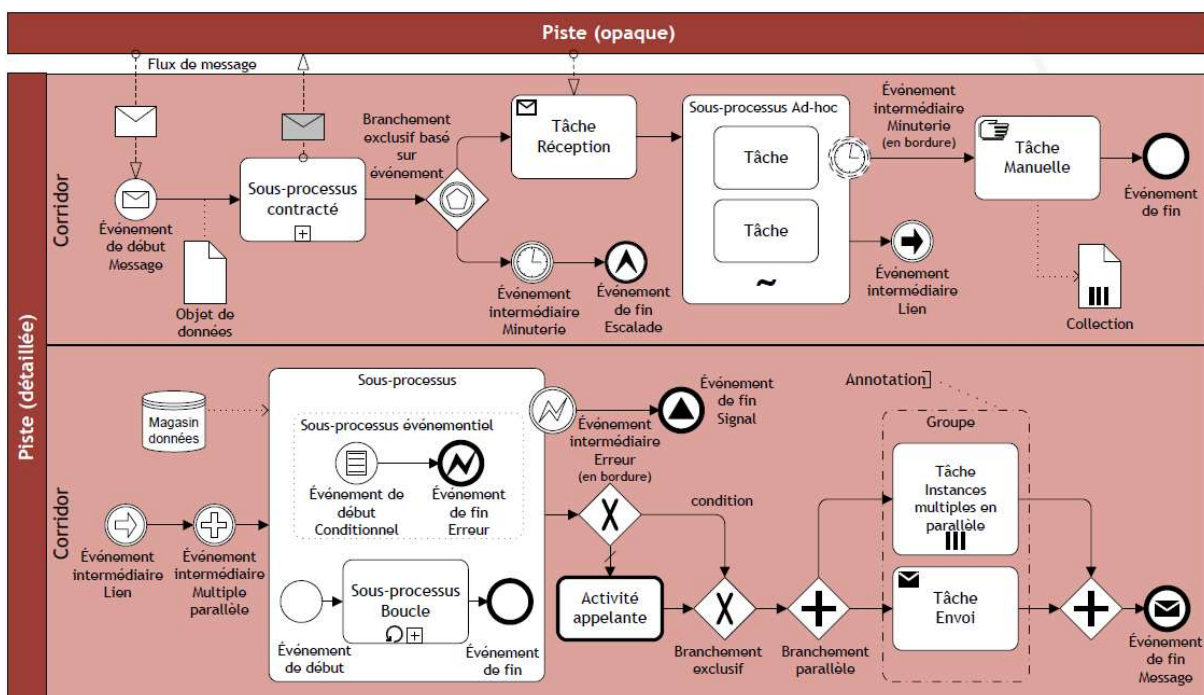 Piste (opaque)
Piste (détaillée)
Corridor
Flux de message
Événement
de début
Message
Objet de
données
Sous-processus
contracté
Branchement
exclusif basé
sur
événement
Tâche
Réception
Événement
intermédiaire
Minuterie
Événement
de fin
Escalade
Sous-processus Ad-hoc
Tâche
Tâche
Événement
intermédiaire
Minuterie
(en bordure)
Événement
intermédiaire
Lien
Tâche
Manuelle
Collection
Événement
de fin
Corridor
Magasin
données
Événement
intermédiaire
Lien
Événement
intermédiaire
Multiple
parallèle
Sous-processus
Sous-processus événementiel
Événement de
début
Conditionnel
Événement
de fin
Erreur
Événement
de début
Sous-processus
Boucle
Événement
de fin
Événement
intermédiaire
Erreur
(en bordure)
Événement
de fin
Signal
condition
Activité
appelante
Branchement
exclusif
Branchement
parallèle
Annotation
Groupe
Tâche
Instances
multiples en
parallèle
Tâche
Envoi
Événement
de fin
Message